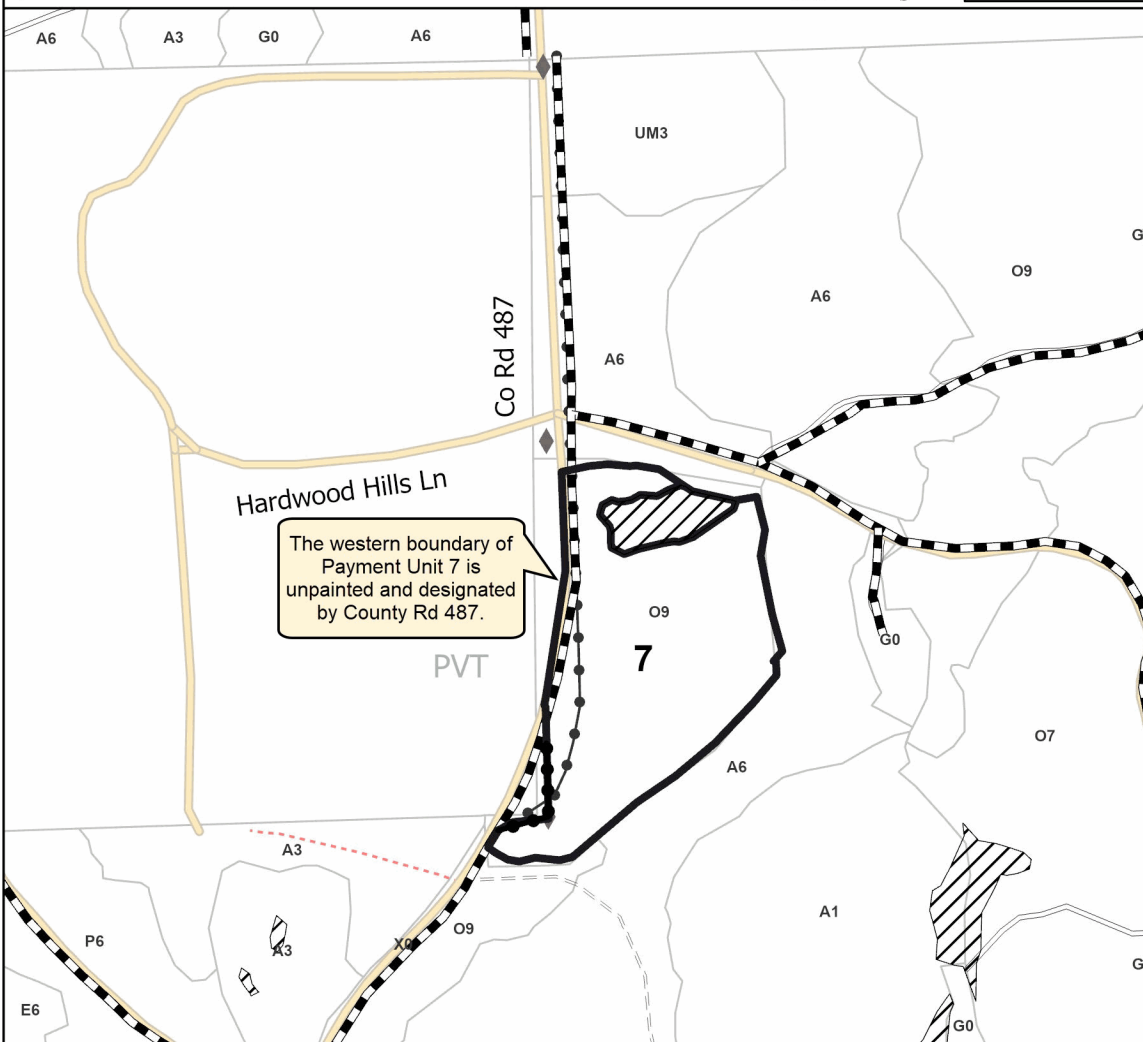 A6
A3
G0
A6
UM3
G
O9
A6
Co Rd 487
A6
Hardwood Hills Ln
The western boundary of
Payment Unit 7 is
unpainted and designated
by County Rd 487.
O9
7
G0
PVT
O7
A6
A3
A1
P6
A3
X0
O9
G
E6
G0